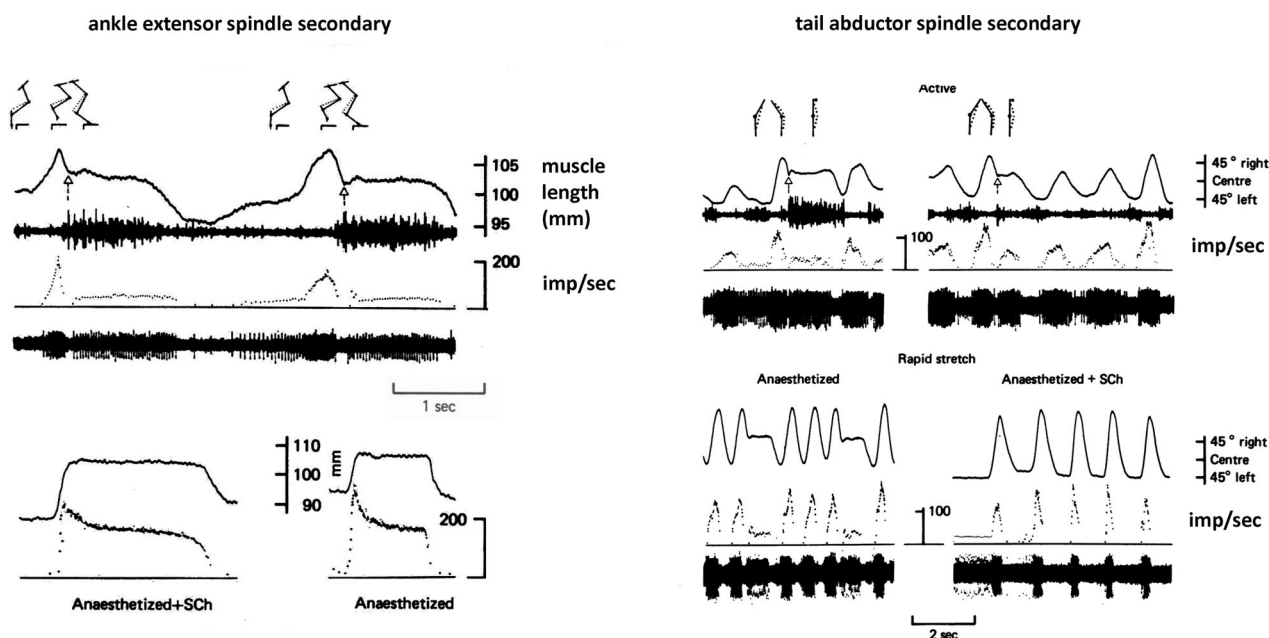 ankle extensor spindle secondary
105
100
95
muscle
length
(mm)
200
imp/sec
1 sec
110
100
90
mm
200
Anaesthetized+SCh
Anaesthetized
tail abductor spindle secondary
Active
45° right
Centre
45° left
100
imp/sec
Rapid stretch
Anaesthetized
Anaesthetized + SCh
45° right
Centre
45° left
100
imp/sec
2 sec